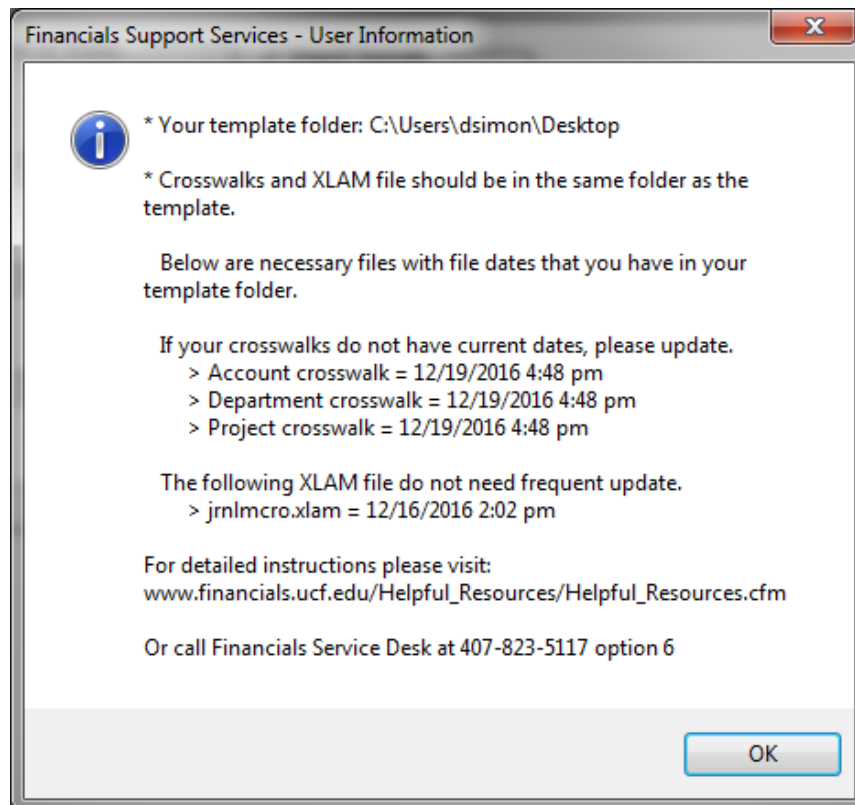 Financials Support Services - User Information
* Your template folder: C:\Users\dsimon\Desktop
* Crosswalks and XLAM file should be in the same folder as the
template.
Below are necessary files with file dates that you have in your
template folder.
If your crosswalks do not have current dates, please update.
> Account crosswalk = 12/19/2016 4:48 pm
> Department crosswalk = 12/19/2016 4:48 pm
> Project crosswalk = 12/19/2016 4:48 pm
The following XLAM file do not need frequent update.
> jrnlmcro.xlam = 12/16/2016 2:02 pm
For detailed instructions please visit:
www.financials.ucf.edu/Helpful_Resources/Helpful_Resources.cfm
Or call Financials Service Desk at 407-823-5117 option 6
OK